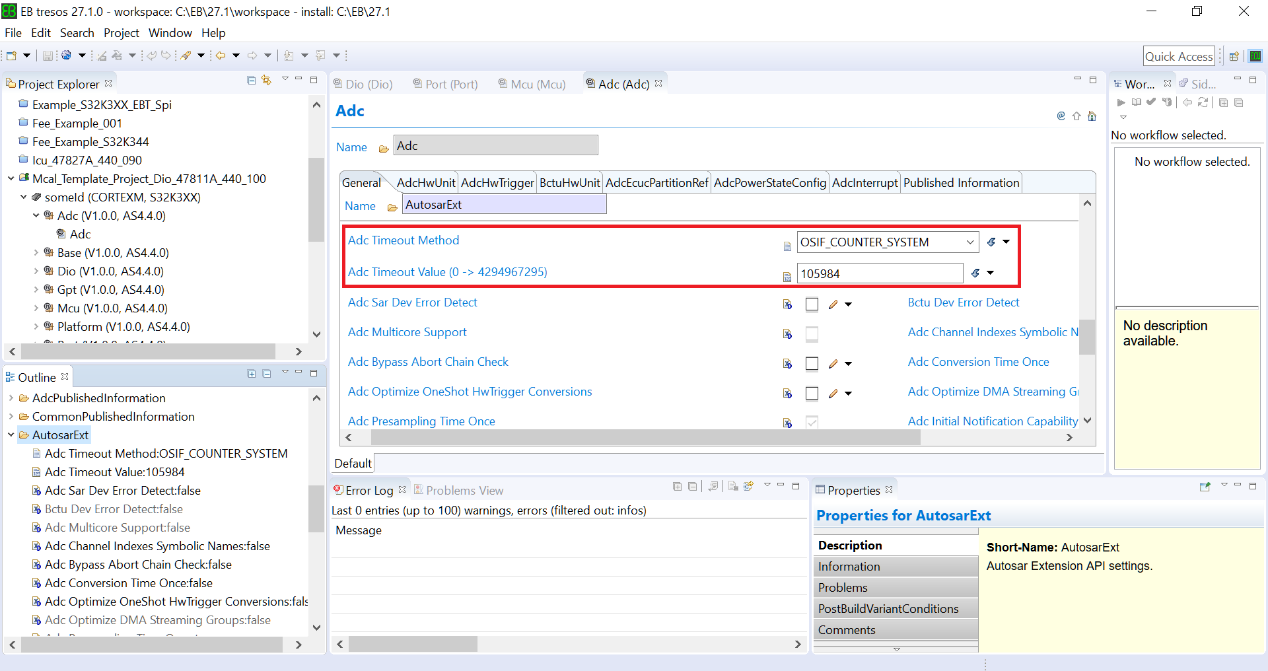 EB tresos 27.1.0 - workspace: C:\EB\27.1\workspace - install: C:\EB\27.1
File Edit Search Project Window Help
Quick Access
Project Explorer
Example_S32K3XX_EBT_Spi
Fee_Example_001
Fee_Example_S32K344
Icu_47827A_440_090
Mcal_Template_Project_Dio_47811A_440_100
someId (CORTEXM, S32K3XX)
Adc (V1.0.0, AS4.4.0)
Adc
Base (V1.0.0, AS4.4.0)
Dio (V1.0.0, AS4.4.0)
Gpt (V1.0.0, AS4.4.0)
Mcu (V1.0.0, AS4.4.0)
Platform (V1.0.0, AS4.4.0)
Outline
AdcPublishedInformation
CommonPublishedInformation
AutosarExt
Adc Timeout Method:OSIF_COUNTER_SYSTEM
Adc Timeout Value:105984
Adc Sar Dev Error Detect:false
Bctu Dev Error Detect:false
Adc Multicore Support:false
Adc Channel Indexes Symbolic Names:false
Adc Bypass Abort Chain Check:false
Adc Conversion Time Once:false
Adc Optimize OneShot HwTrigger Conversions:fals
Adc Optimize DMA Streaming Groups:false
Dio (Dio) Port (Port) Mcu (Mcu) Adc (Adc)
Adc
Name Adc
General AdcHwUnit AdcHwTrigger BctuHwUnit AdcEcucPartitionRef AdcPowerStateConfig AdcInterrupt Published Information
Name AutosarExt
Adc Timeout Method OSIF_COUNTER_SYSTEM
Adc Timeout Value (0 -> 4294967295) 105984
Adc Sar Dev Error Detect Bctu Dev Error Detect
Adc Multicore Support Adc Channel Indexes Symbolic N
Adc Bypass Abort Chain Check Adc Conversion Time Once
Adc Optimize OneShot HwTrigger Conversions Adc Optimize DMA Streaming Gr
Adc Presampling Time Once Adc Initial Notification Capability
Default
Error Log Problems View
Last 0 entries (up to 100) warnings, errors (filtered out: infos)
Message
Properties
Properties for AutosarExt
Description
Information
Problems
PostBuildVariantConditions
Comments
Short-Name: AutosarExt
Autosar Extension API settings.
Wor... Sid...
No workflow selected.
No workflow selected.
No description
available.